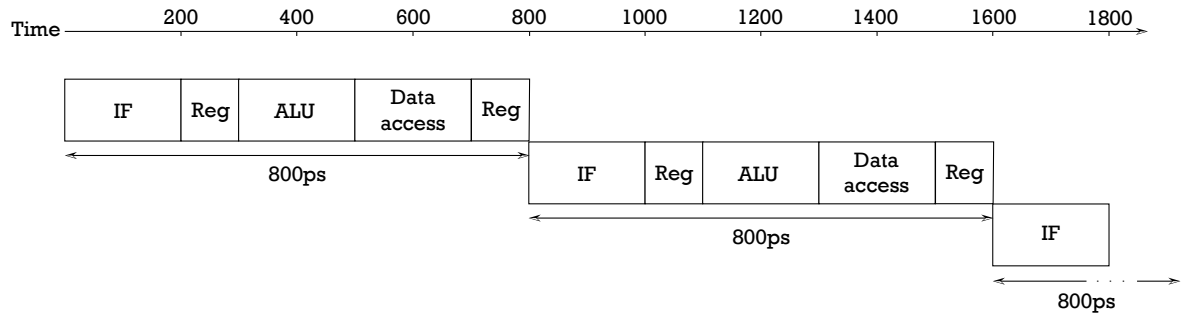 200 400 600 800 1000 1200 1400 1600 1800
Time
IF Reg ALU Data access Reg
800ps
IF Reg ALU Data access Reg
800ps
IF
. . .
800ps